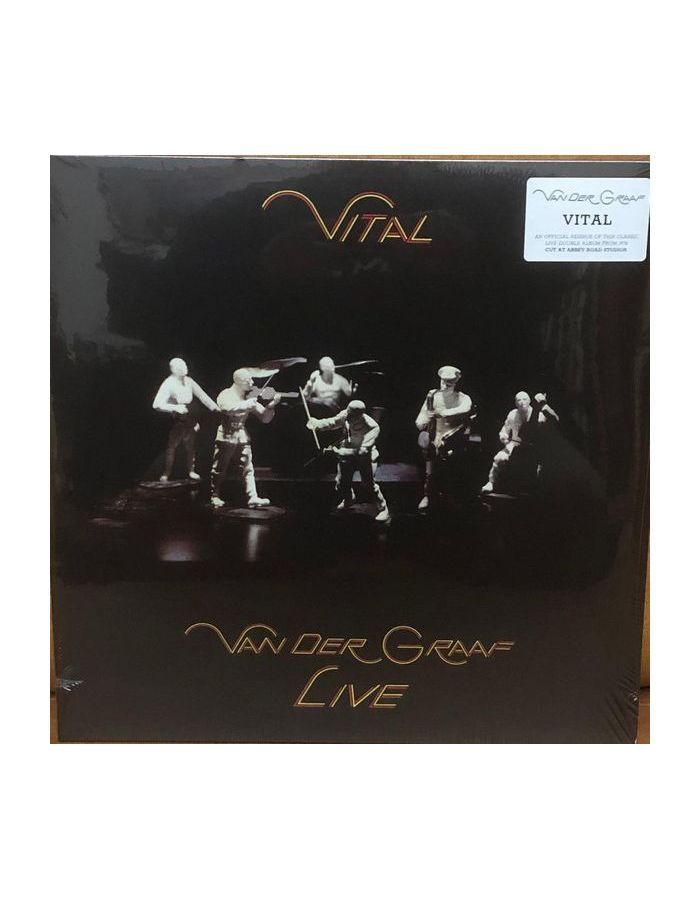 VITAL
VAN DER GRAAF
VITAL
AN OFFICIAL REISSUE OF THIS CLASSIC
LIVE DOUBLE ALBUM FROM 1978
CUT AT ABBEY ROAD STUDIOS
VAN DER GRAAF
LIVE